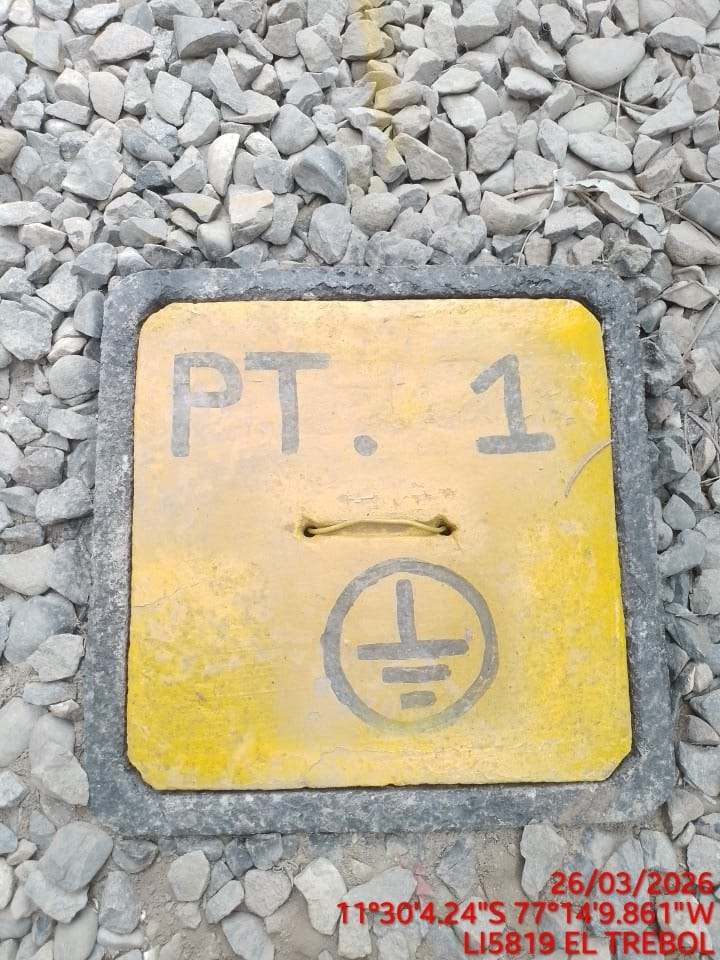 PT. 1
26/03/2026
11°30'4.24"S 77°14'9.861"W
LI5819 EL TREBOL